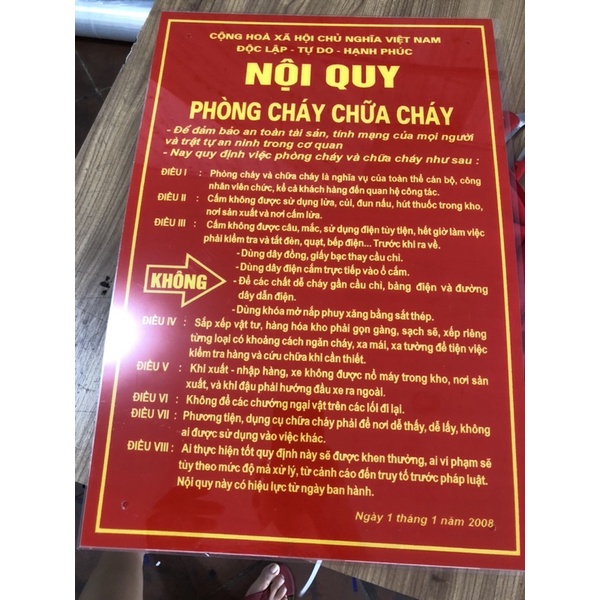 CỘNG HOÀ XÃ HỘI CHỦ NGHĨA VIỆT NAM
ĐỘC LẬP - TỰ DO - HẠNH PHÚC
NỘI QUY
PHÒNG CHÁY CHỮA CHÁY
- Để đảm bảo an toàn tài sản, tính mạng của mọi người
và trật tự an ninh trong cơ quan
- Nay quy định việc phòng cháy và chữa cháy như sau :
ĐIỀU I : Phòng cháy và chữa cháy là nghĩa vụ của toàn thể cán bộ, công
nhân viên chức, kể cả khách hàng đến quan hệ công tác.
ĐIỀU II : Cấm không được sử dụng lửa, củi, đun nấu, hút thuốc trong kho,
nơi sản xuất và nơi cấm lửa.
ĐIỀU III : Cấm không được câu, mắc, sử dụng điện tùy tiện, hết giờ làm việc
phải kiểm tra và tắt đèn, quạt, bếp điện... Trước khi ra về.
- Dùng dây đồng, giấy bạc thay cầu chì.
- Dùng dây điện cắm trực tiếp vào ổ cắm.
KHÔNG
- Để các chất dễ cháy gần cầu chì, bảng điện và đường
dây dẫn điện.
- Dùng khóa mở nắp phuy xăng bằng sắt thép.
ĐIỀU IV : Sắp xếp vật tư, hàng hóa kho phải gọn gàng, sạch sẽ, xếp riêng
từng loại có khoảng cách ngăn cháy, xa mái, xa tường để tiện việc
kiểm tra hàng và cứu chữa khi cần thiết.
ĐIỀU V : Khi xuất - nhập hàng, xe không được nổ máy trong kho, nơi sản
xuất, và khi đậu phải hướng đầu xe ra ngoài.
ĐIỀU VI : Không để các chướng ngại vật trên các lối đi lại.
ĐIỀU VII : Phương tiện, dụng cụ chữa cháy phải để nơi dễ thấy, dễ lấy, không
ai được sử dụng vào việc khác.
ĐIỀU VIII : Ai thực hiện tốt quy định này sẽ được khen thưởng, ai vi phạm sẽ
tùy theo mức độ mà xử lý, từ cảnh cáo đến truy tố trước pháp luật.
Nội quy này có hiệu lực từ ngày ban hành.
Ngày 1 tháng 1 năm 2008